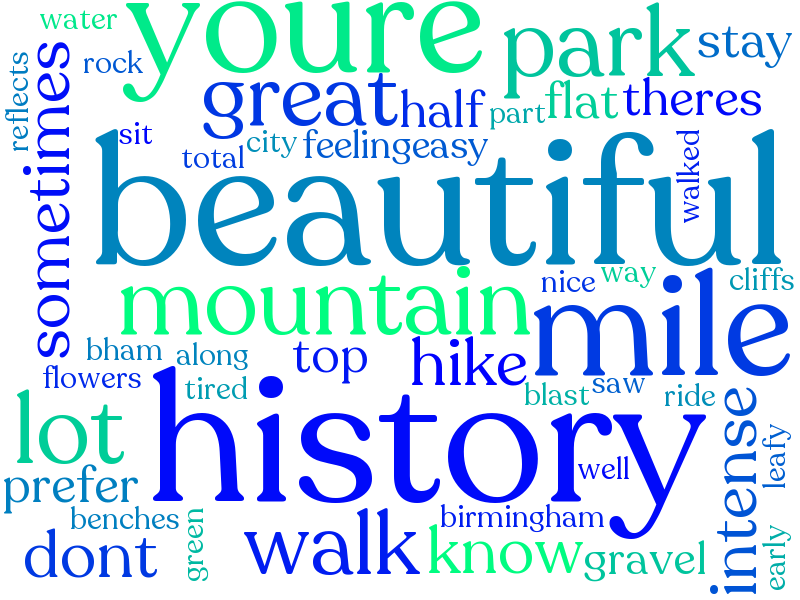 water
youre
park
stay
rock
reflects
sometimes
great
half
part
flat
theres
sit
total
city
feeling
easy
walked
beautiful
mountain
nice
way
cliffs
mile
bham
along
top
hike
flowers
tired
blast
saw
ride
lot
history
intense
leafy
prefer
well
benches
green
birmingham
dont
walk
know
gravel
early